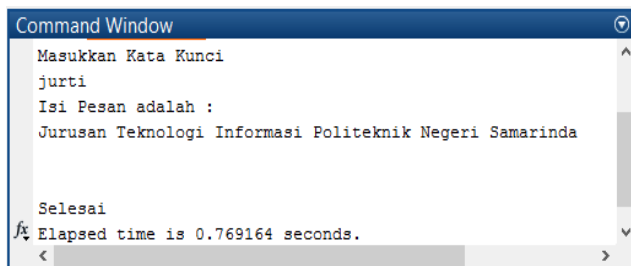 Command Window
Masukkan Kata Kunci
jurti
Isi Pesan adalah :
Jurusan Teknologi Informasi Politeknik Negeri Samarinda
Selesai
fx Elapsed time is 0.769164 seconds.